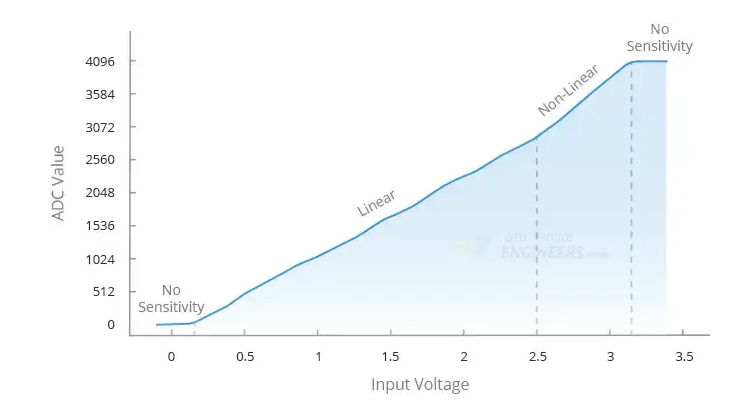 No
Sensitivity
4096
3584
3072
2560
2048
1536
1024
512
0
ADC Value
No
Sensitivity
Linear
Non-Linear
ENGINEERS.com
0
0.5
1
1.5
2
2.5
3
3.5
Input Voltage